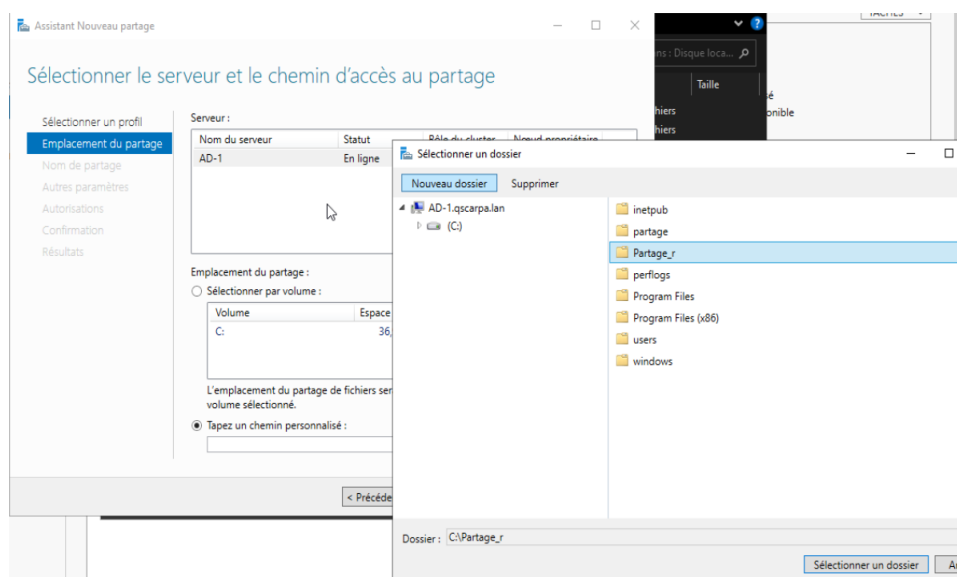 TÂCHES
Assistant Nouveau partage
Sélectionner le serveur et le chemin d'accès au partage
Sélectionner un profil
Emplacement du partage
Nom de partage
Autres paramètres
Autorisations
Confirmation
Résultats
Serveur :
Nom du serveur Statut Rôle du cluster Nœud propriétaire
AD-1 En ligne
Emplacement du partage :
Sélectionner par volume :
Volume Espace
C: 36,
L'emplacement du partage de fichiers ser
volume sélectionné.
Tapez un chemin personnalisé :
< Précéde
ns : Disque loca...
Taille
hiers
hiers
sé
onible
Sélectionner un dossier
Nouveau dossier Supprimer
AD-1.qscarpa.lan
(C:)
inetpub
partage
Partage_r
perflogs
Program Files
Program Files (x86)
users
windows
Dossier : C:\Partage_r
Sélectionner un dossier